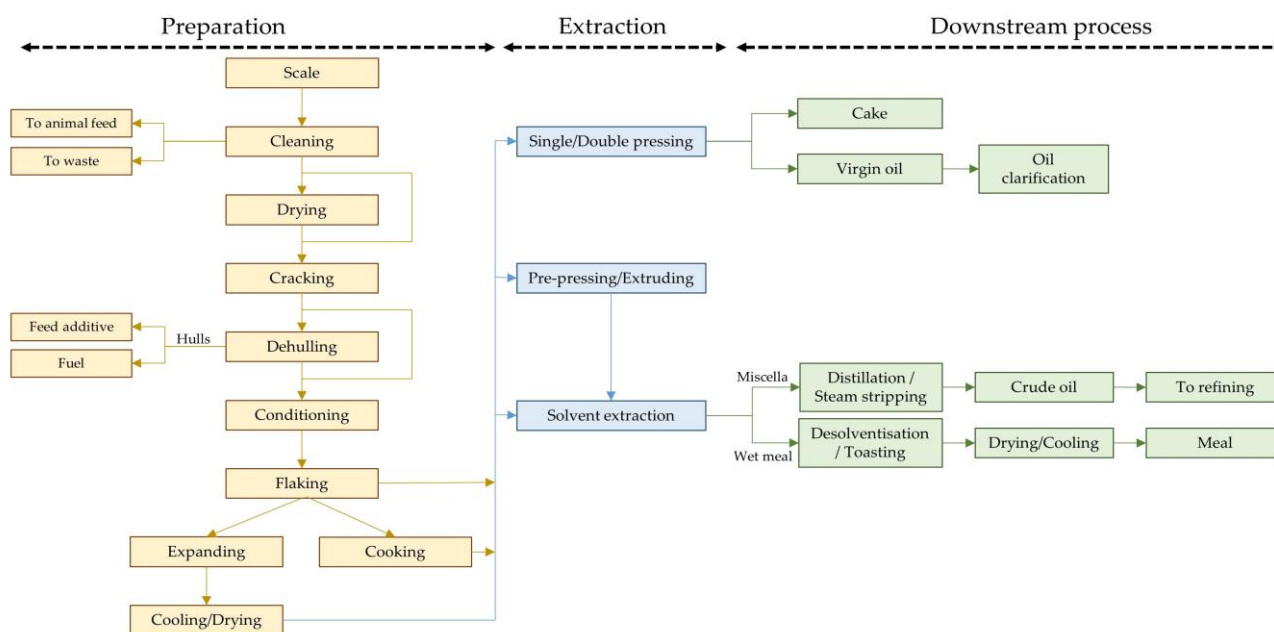 Preparation
Extraction
Downstream process
Scale
To animal feed
To waste
Cleaning
Drying
Cracking
Feed additive
Fuel
Hulls
Dehulling
Conditioning
Flaking
Expanding
Cooking
Cooling/Drying
Single/Double pressing
Pre-pressing/Extruding
Solvent extraction
Cake
Virgin oil
Oil
clarification
Miscella
Distillation /
Steam stripping
Crude oil
To refining
Wet meal
Desolventisation
/ Toasting
Drying/Cooling
Meal